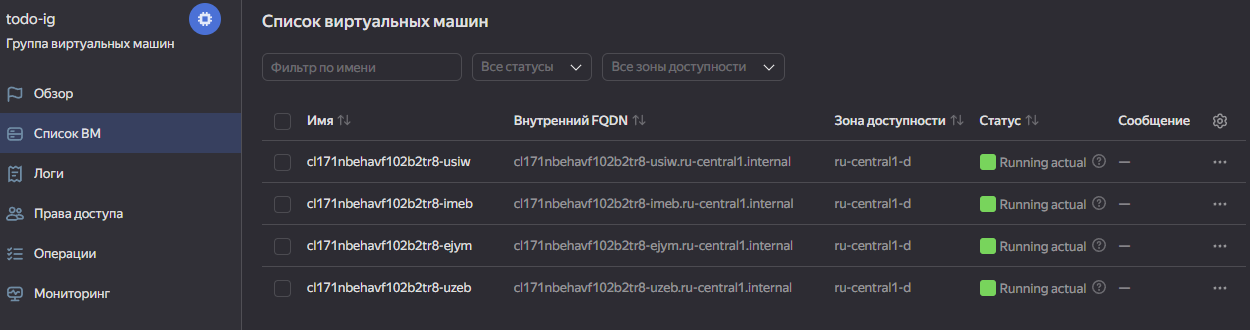 todo-ig
Группа виртуальных машин
Обзор
Список ВМ
Логи
Права доступа
Операции
Мониторинг
Список виртуальных машин
Фильтр по имени Все статусы Все зоны доступности
Имя Внутренний FQDN Зона доступности Статус Сообщение
cl171nbehavf102b2tr8-usiw cl171nbehavf102b2tr8-usiw.ru-central1.internal ru-central1-d Running actual —
cl171nbehavf102b2tr8-imeb cl171nbehavf102b2tr8-imeb.ru-central1.internal ru-central1-d Running actual —
cl171nbehavf102b2tr8-ejym cl171nbehavf102b2tr8-ejym.ru-central1.internal ru-central1-d Running actual —
cl171nbehavf102b2tr8-uzeb cl171nbehavf102b2tr8-uzeb.ru-central1.internal ru-central1-d Running actual —